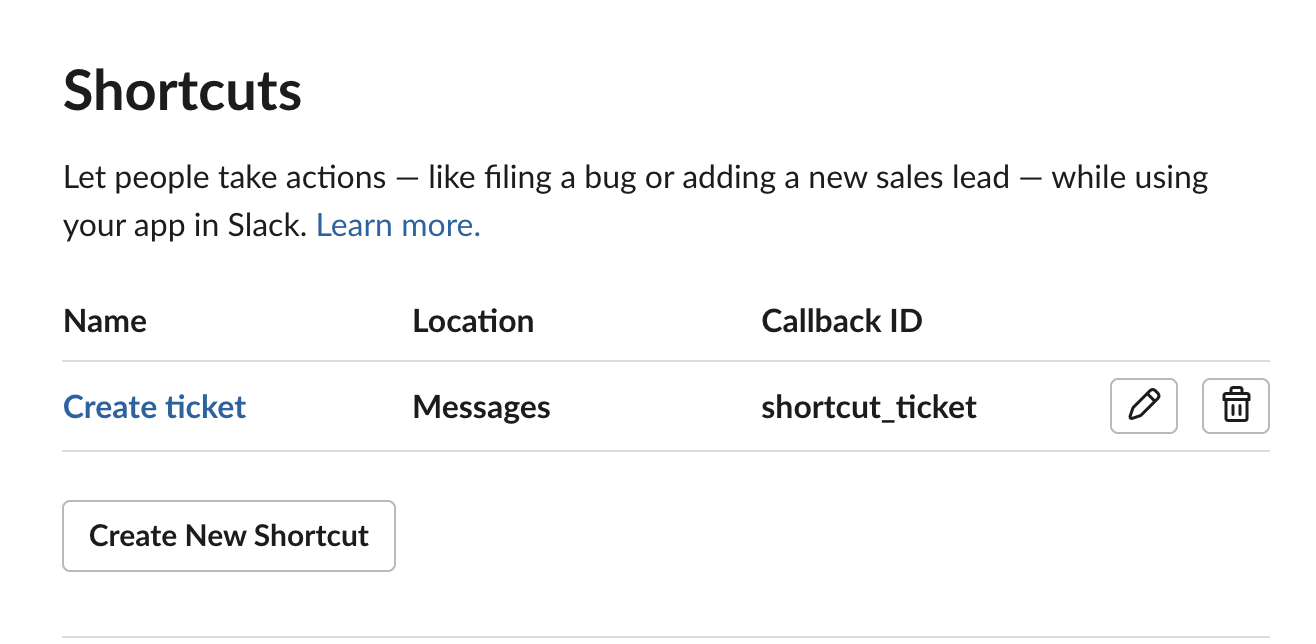 Shortcuts
Let people take actions — like filing a bug or adding a new sales lead — while using
your app in Slack. Learn more.
Name Location Callback ID
Create ticket Messages shortcut_ticket
Create New Shortcut